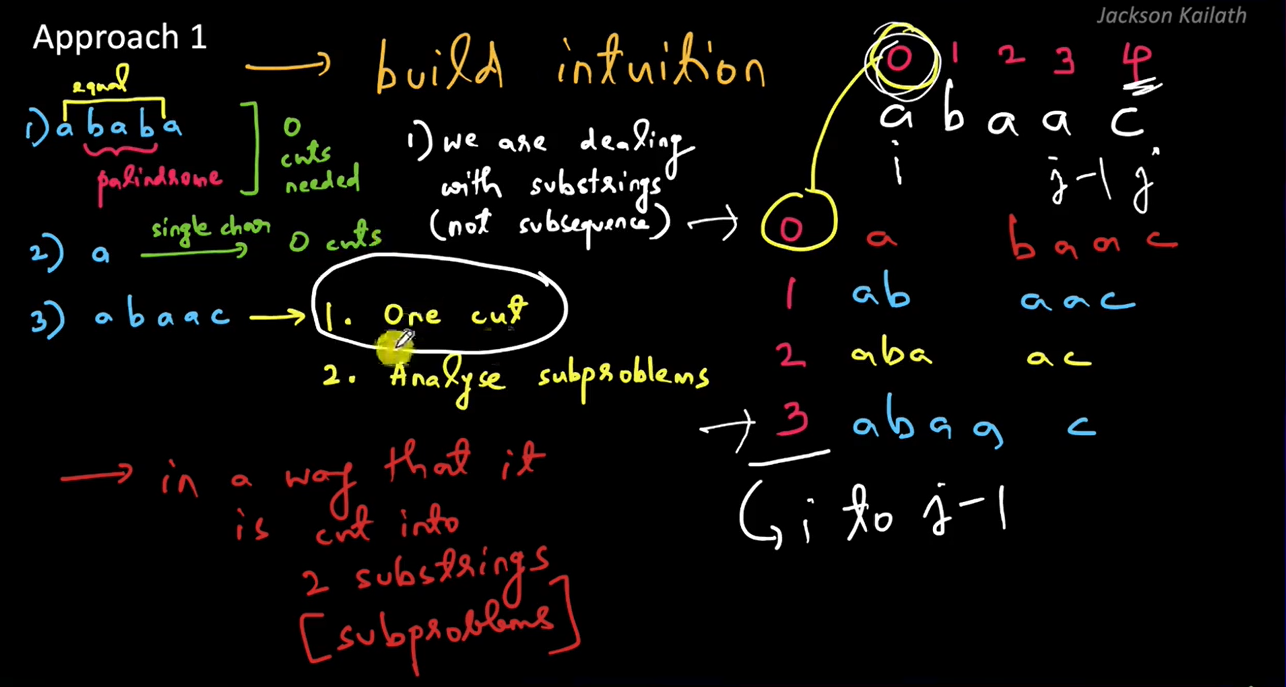 Jackson Kailath
Approach 1
→ build intuition
equal
1) ababa
palindrome
0
cuts
needed
2) a
single char
0 cuts
3) abaac →
1. One cut
2. Analyse subproblems
1) we are dealing
with substrings
(not subsequence) →
0 1 2 3 4
a b a a c
i j-1 j
0 a baac
1 ab aac
2 aba ac
→ 3 abaa c
i to j-1
→ in a way that it
is cut into
2 substrings
[subproblems]